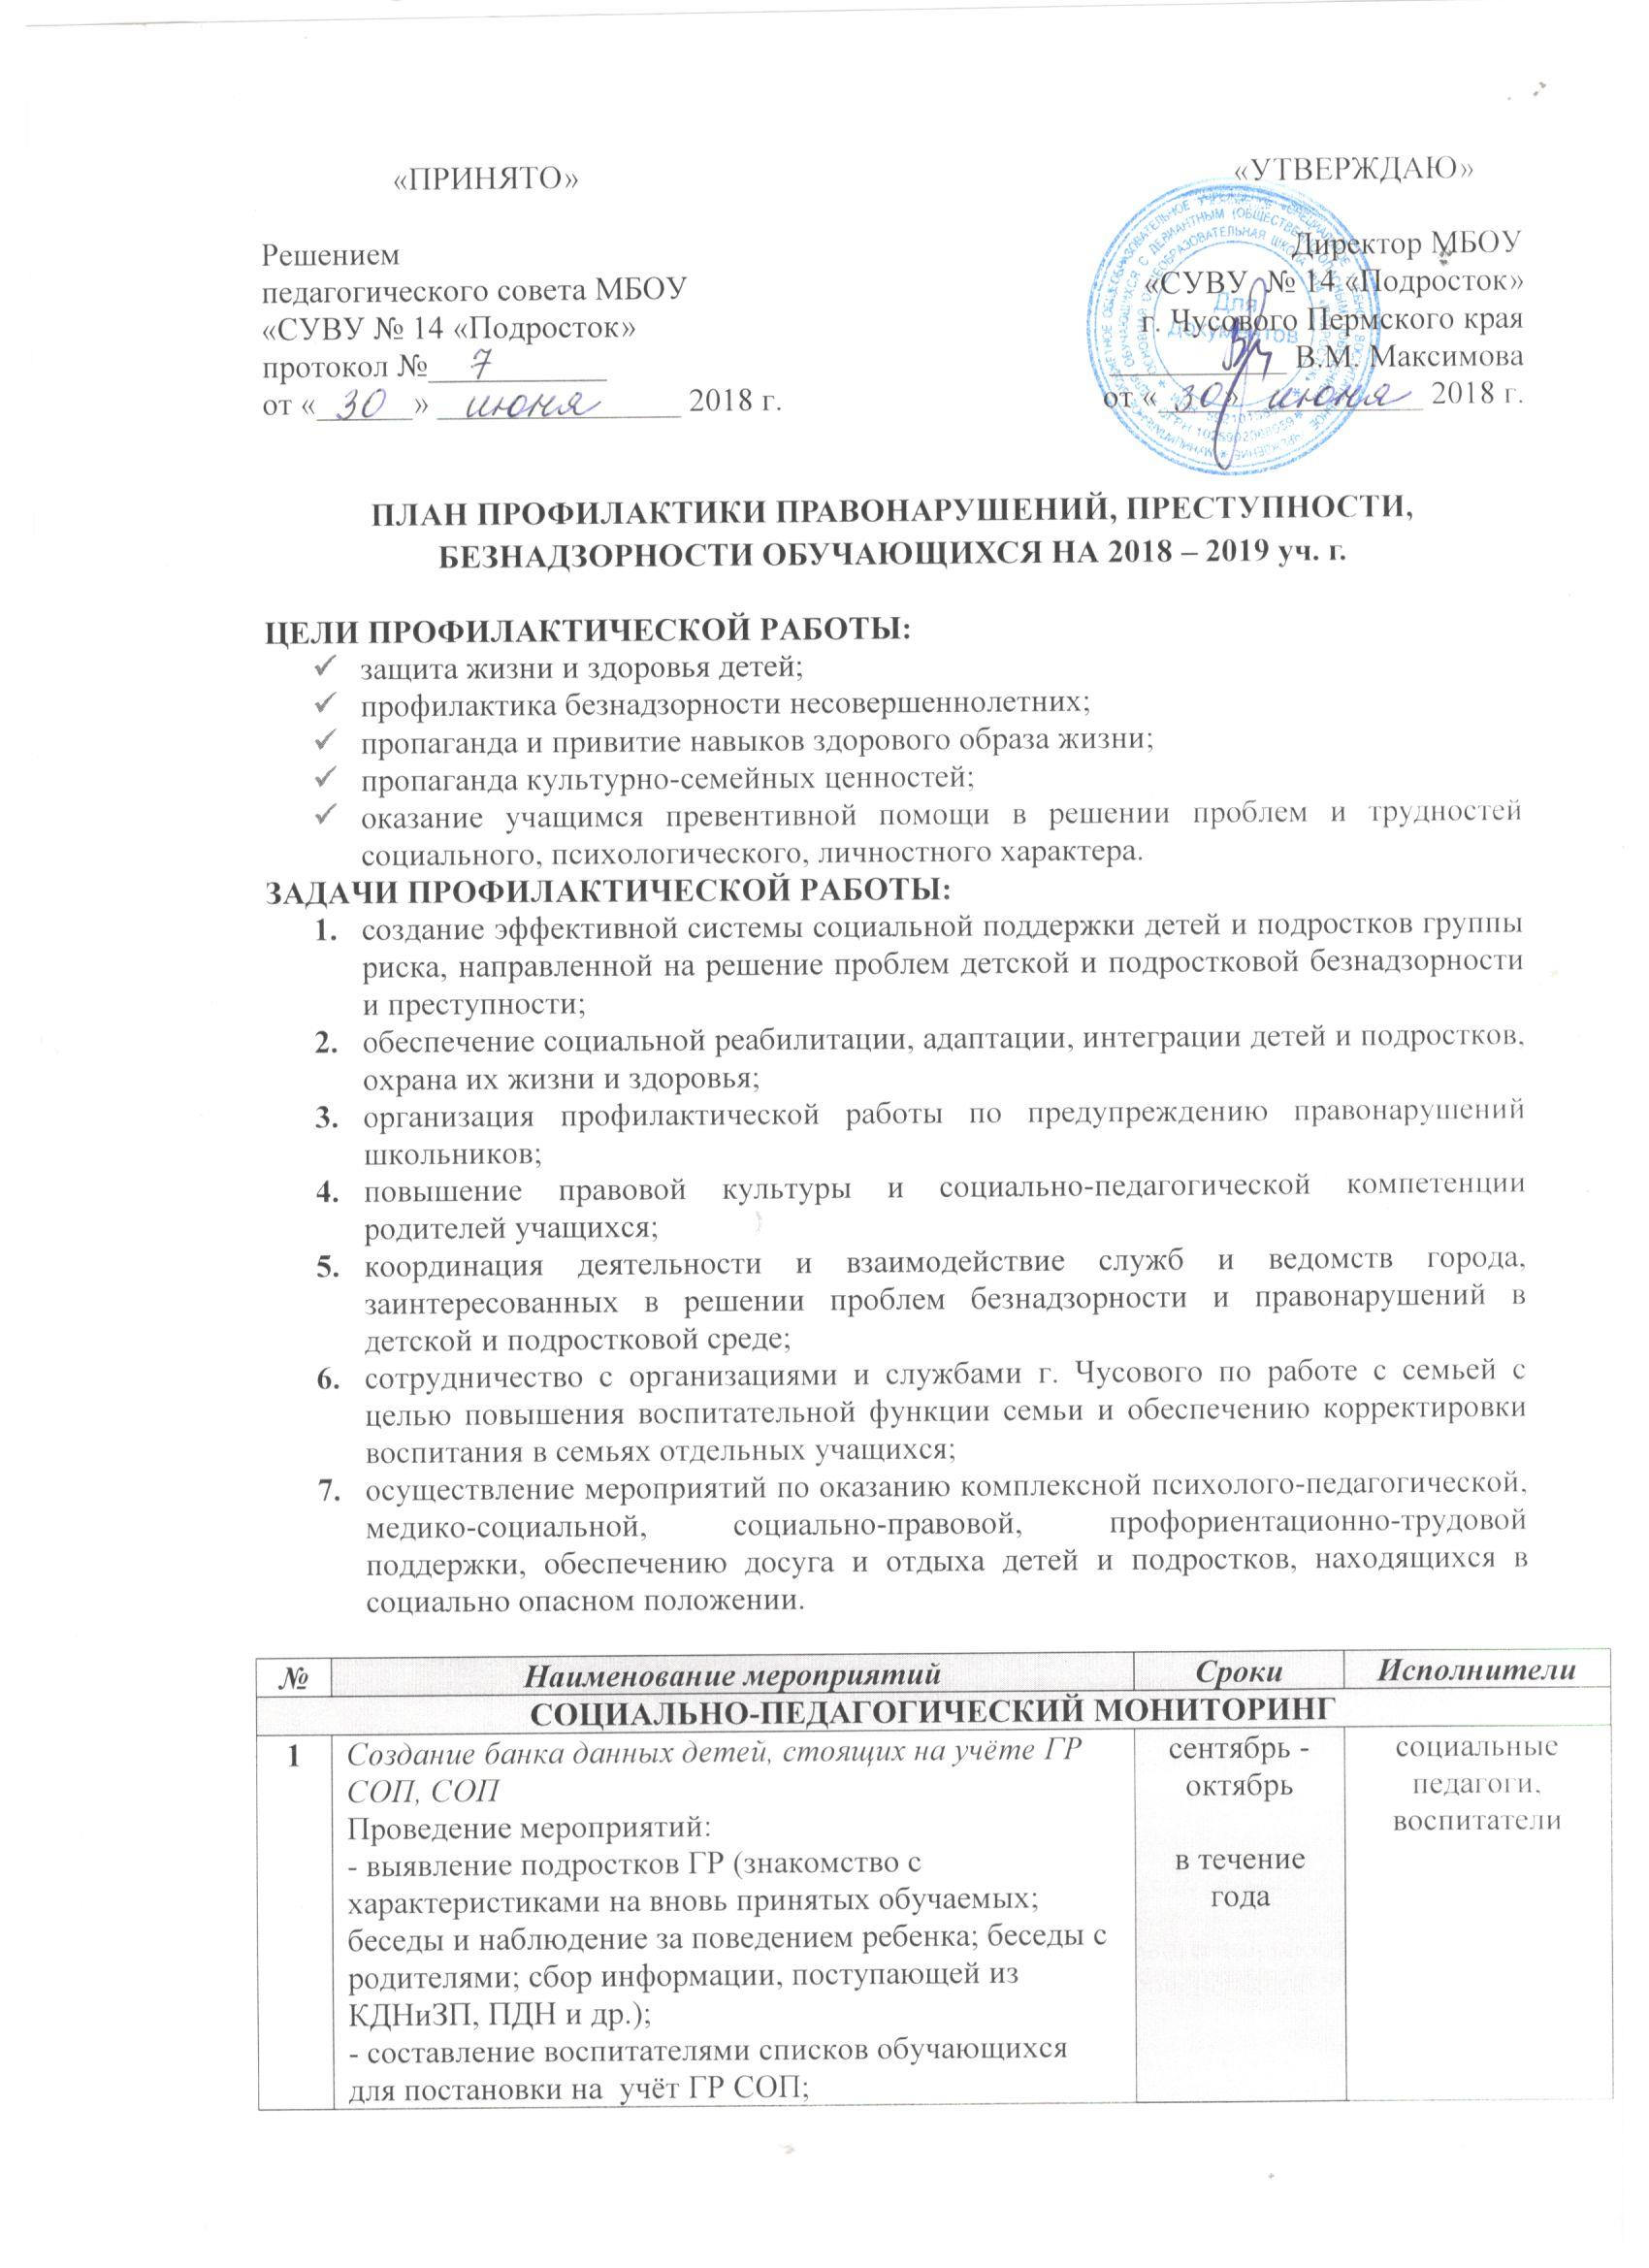 «ПРИНЯТО»
Решением
педагогического совета МБОУ
«СУВУ № 14 «Подросток»
протокол № 7
от « 30 » июня 2018 г.
«УТВЕРЖДАЮ»
Директор МБОУ
«СУВУ № 14 «Подросток»
г. Чусового Пермского края
В.М. Максимова
от « 30 » июня 2018 г.
Для
документов
ПЛАН ПРОФИЛАКТИКИ ПРАВОНАРУШЕНИЙ, ПРЕСТУПНОСТИ,
БЕЗНАДЗОРНОСТИ ОБУЧАЮЩИХСЯ НА 2018 – 2019 уч. г.
ЦЕЛИ ПРОФИЛАКТИЧЕСКОЙ РАБОТЫ:
✓ защита жизни и здоровья детей;
✓ профилактика безнадзорности несовершеннолетних;
✓ пропаганда и привитие навыков здорового образа жизни;
✓ пропаганда культурно-семейных ценностей;
✓ оказание учащимся превентивной помощи в решении проблем и трудностей
социального, психологического, личностного характера.
ЗАДАЧИ ПРОФИЛАКТИЧЕСКОЙ РАБОТЫ:
1. создание эффективной системы социальной поддержки детей и подростков группы
риска, направленной на решение проблем детской и подростковой безнадзорности
и преступности;
2. обеспечение социальной реабилитации, адаптации, интеграции детей и подростков,
охрана их жизни и здоровья;
3. организация профилактической работы по предупреждению правонарушений
школьников;
4. повышение правовой культуры и социально-педагогической компетенции
родителей учащихся;
5. координация деятельности и взаимодействие служб и ведомств города,
заинтересованных в решении проблем безнадзорности и правонарушений в
детской и подростковой среде;
6. сотрудничество с организациями и службами г. Чусового по работе с семьей с
целью повышения воспитательной функции семьи и обеспечению корректировки
воспитания в семьях отдельных учащихся;
7. осуществление мероприятий по оказанию комплексной психолого-педагогической,
медико-социальной, социально-правовой, профориентационно-трудовой
поддержки, обеспечению досуга и отдыха детей и подростков, находящихся в
социально опасном положении.
№ Наименование мероприятий Сроки Исполнители
СОЦИАЛЬНО-ПЕДАГОГИЧЕСКИЙ МОНИТОРИНГ
1
Создание банка данных детей, стоящих на учёте ГР
СОП, СОП
Проведение мероприятий:
- выявление подростков ГР (знакомство с
характеристиками на вновь принятых обучаемых;
беседы и наблюдение за поведением ребенка; беседы с
родителями; сбор информации, поступающей из
КДНиЗП, ПДН и др.);
- составление воспитателями списков обучающихся
для постановки на учёт ГР СОП;
сентябрь -
октябрь
в течение
года
социальные
педагоги,
воспитатели